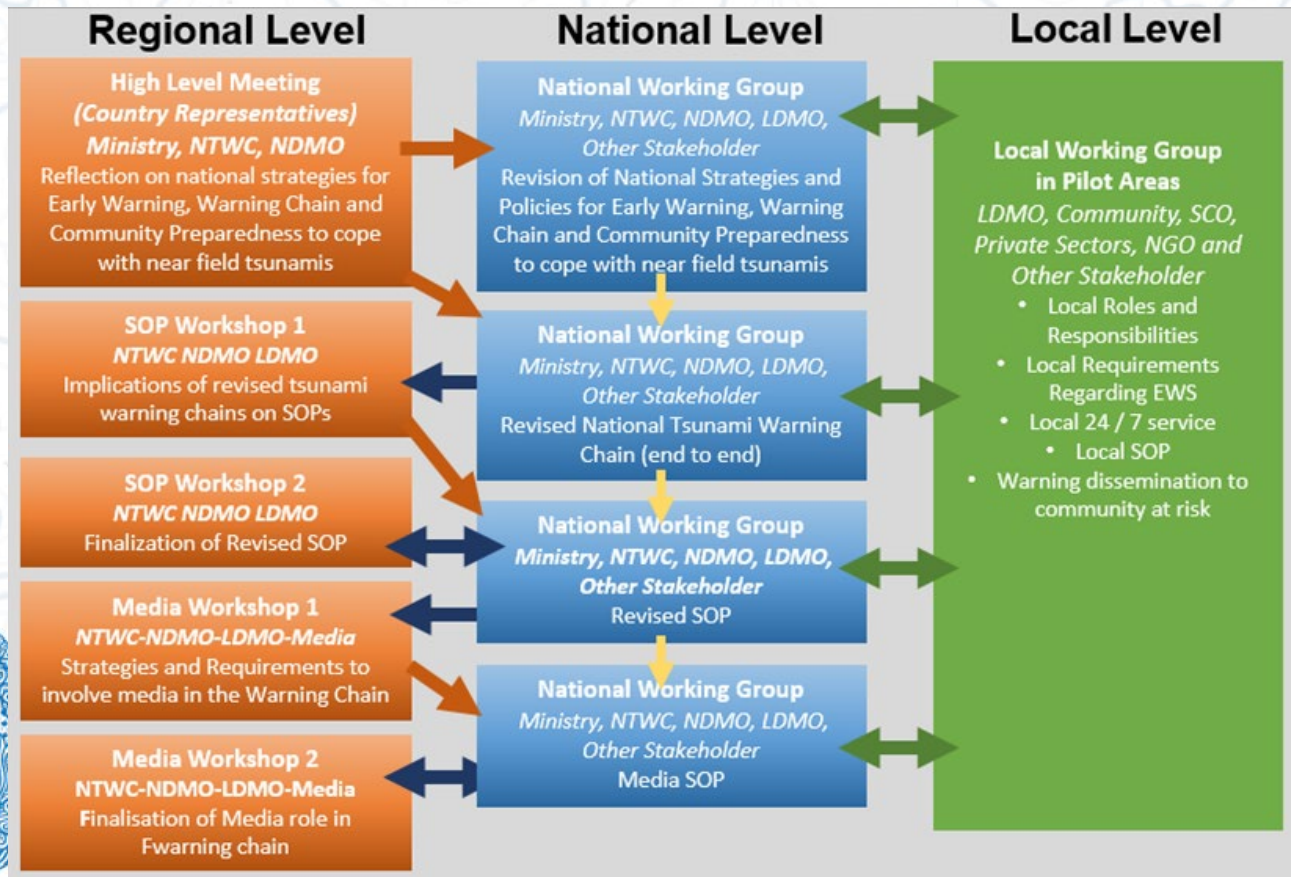 Regional Level
High Level Meeting
(Country Representatives)
Ministry, NTWC, NDMO
Reflection on national strategies for
Early Warning, Warning Chain and
Community Preparedness to cope
with near field tsunamis
SOP Workshop 1
NTWC NDMO LDMO
Implications of revised tsunami
warning chains on SOPs
SOP Workshop 2
NTWC NDMO LDMO
Finalization of Revised SOP
Media Workshop 1
NTWC-NDMO-LDMO-Media
Strategies and Requirements to
involve media in the Warning Chain
Media Workshop 2
NTWC-NDMO-LDMO-Media
Finalisation of Media role in
Fwarning chain
National Level
National Working Group
Ministry, NTWC, NDMO, LDMO,
Other Stakeholder
Revision of National Strategies and
Policies for Early Warning, Warning
Chain and Community Preparedness
to cope with near field tsunamis
National Working Group
Ministry, NTWC, NDMO, LDMO,
Other Stakeholder
Revised National Tsunami Warning
Chain (end to end)
National Working Group
Ministry, NTWC, NDMO, LDMO,
Other Stakeholder
Revised SOP
National Working Group
Ministry, NTWC, NDMO, LDMO,
Other Stakeholder
Media SOP
Local Level
Local Working Group
in Pilot Areas
LDMO, Community, SCO,
Private Sectors, NGO and
Other Stakeholder
• Local Roles and
Responsibilities
• Local Requirements
Regarding EWS
• Local 24 / 7 service
• Local SOP
• Warning dissemination to
community at risk